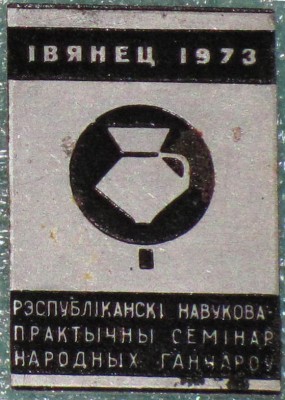 ІВЯНЕЦ 1973
РЭСПУБЛІКАНСКІ НАВУКОВА-
ПРАКТЫЧНЫ СЕМІНАР
НАРОДНЫХ ГАНЧАРОЎ